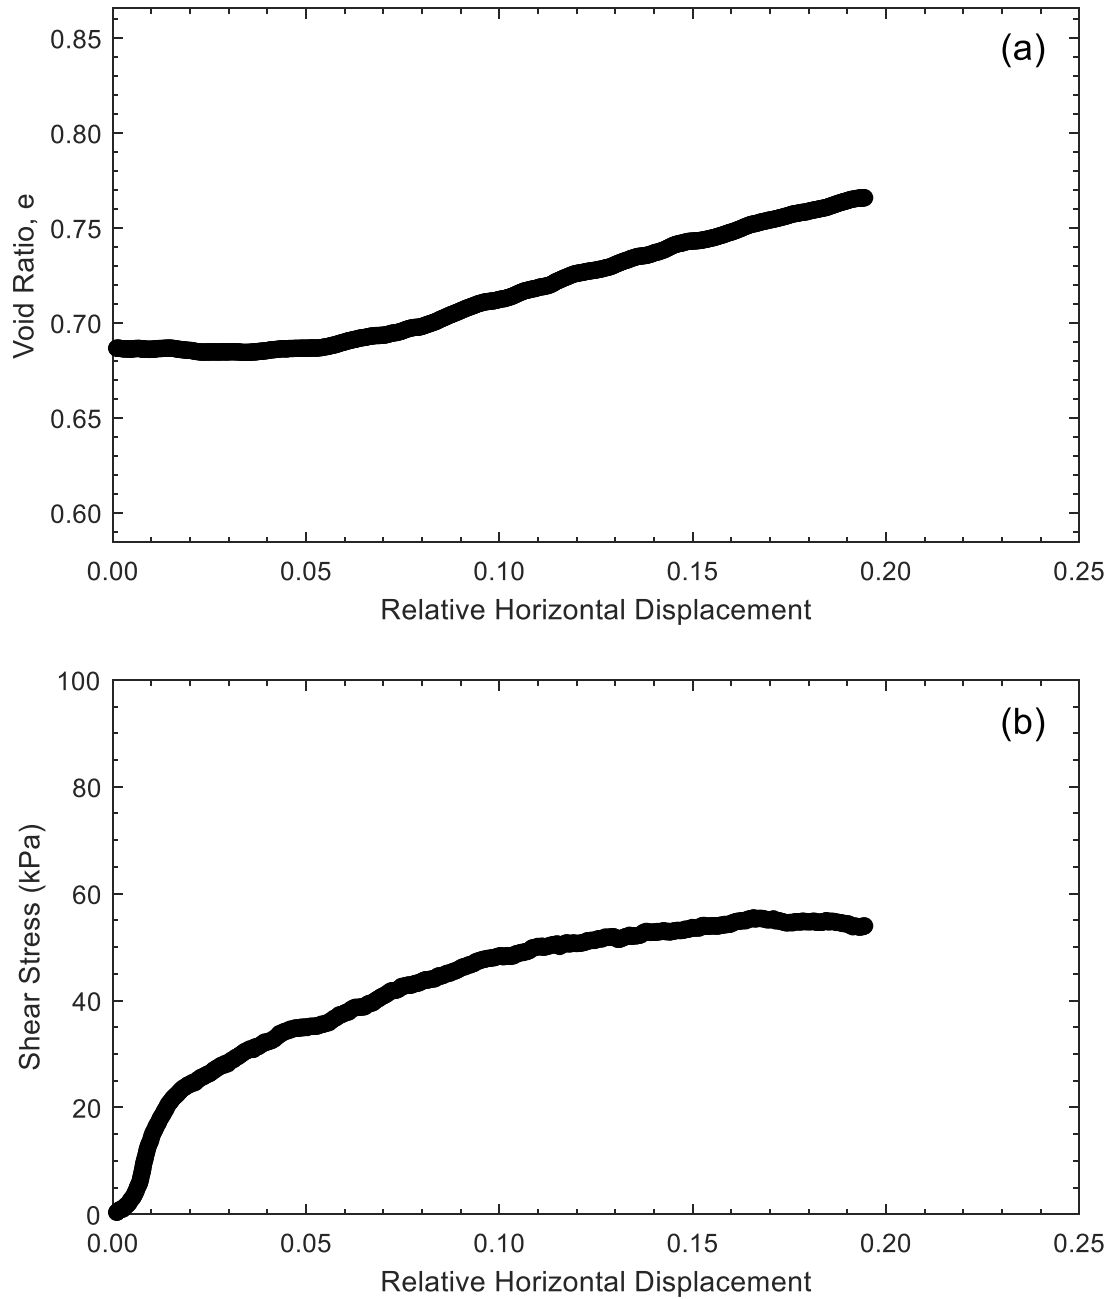 (a)
0.85
0.80
0.75
0.70
0.65
0.60
Void Ratio, e
0.00 0.05 0.10 0.15 0.20 0.25
Relative Horizontal Displacement
(b)
100
80
60
40
20
0
Shear Stress (kPa)
0.00 0.05 0.10 0.15 0.20 0.25
Relative Horizontal Displacement